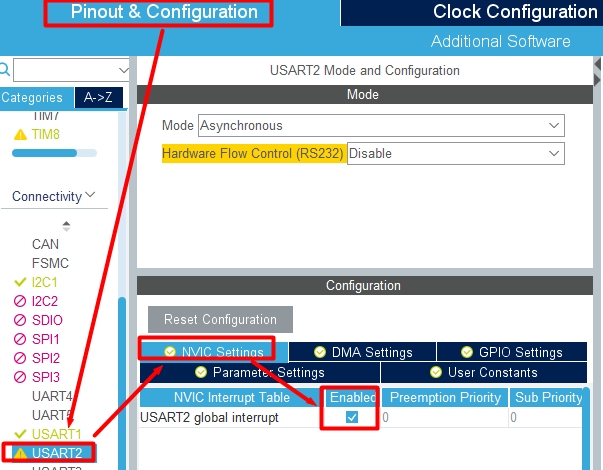 Pinout & Configuration
Clock Configuration
Additional Software
USART2 Mode and Configuration
Categories
A->Z
Mode
TIM7
TIM8
Mode Asynchronous
Hardware Flow Control (RS232) Disable
Connectivity
CAN
FSMC
I2C1
I2C2
SDIO
SPI1
SPI2
SPI3
UART4
UART5
USART1
USART2
Configuration
Reset Configuration
NVIC Settings
DMA Settings
GPIO Settings
Parameter Settings
User Constants
NVIC Interrupt Table Enabled Preemption Priority Sub Priority
USART2 global interrupt 0 0